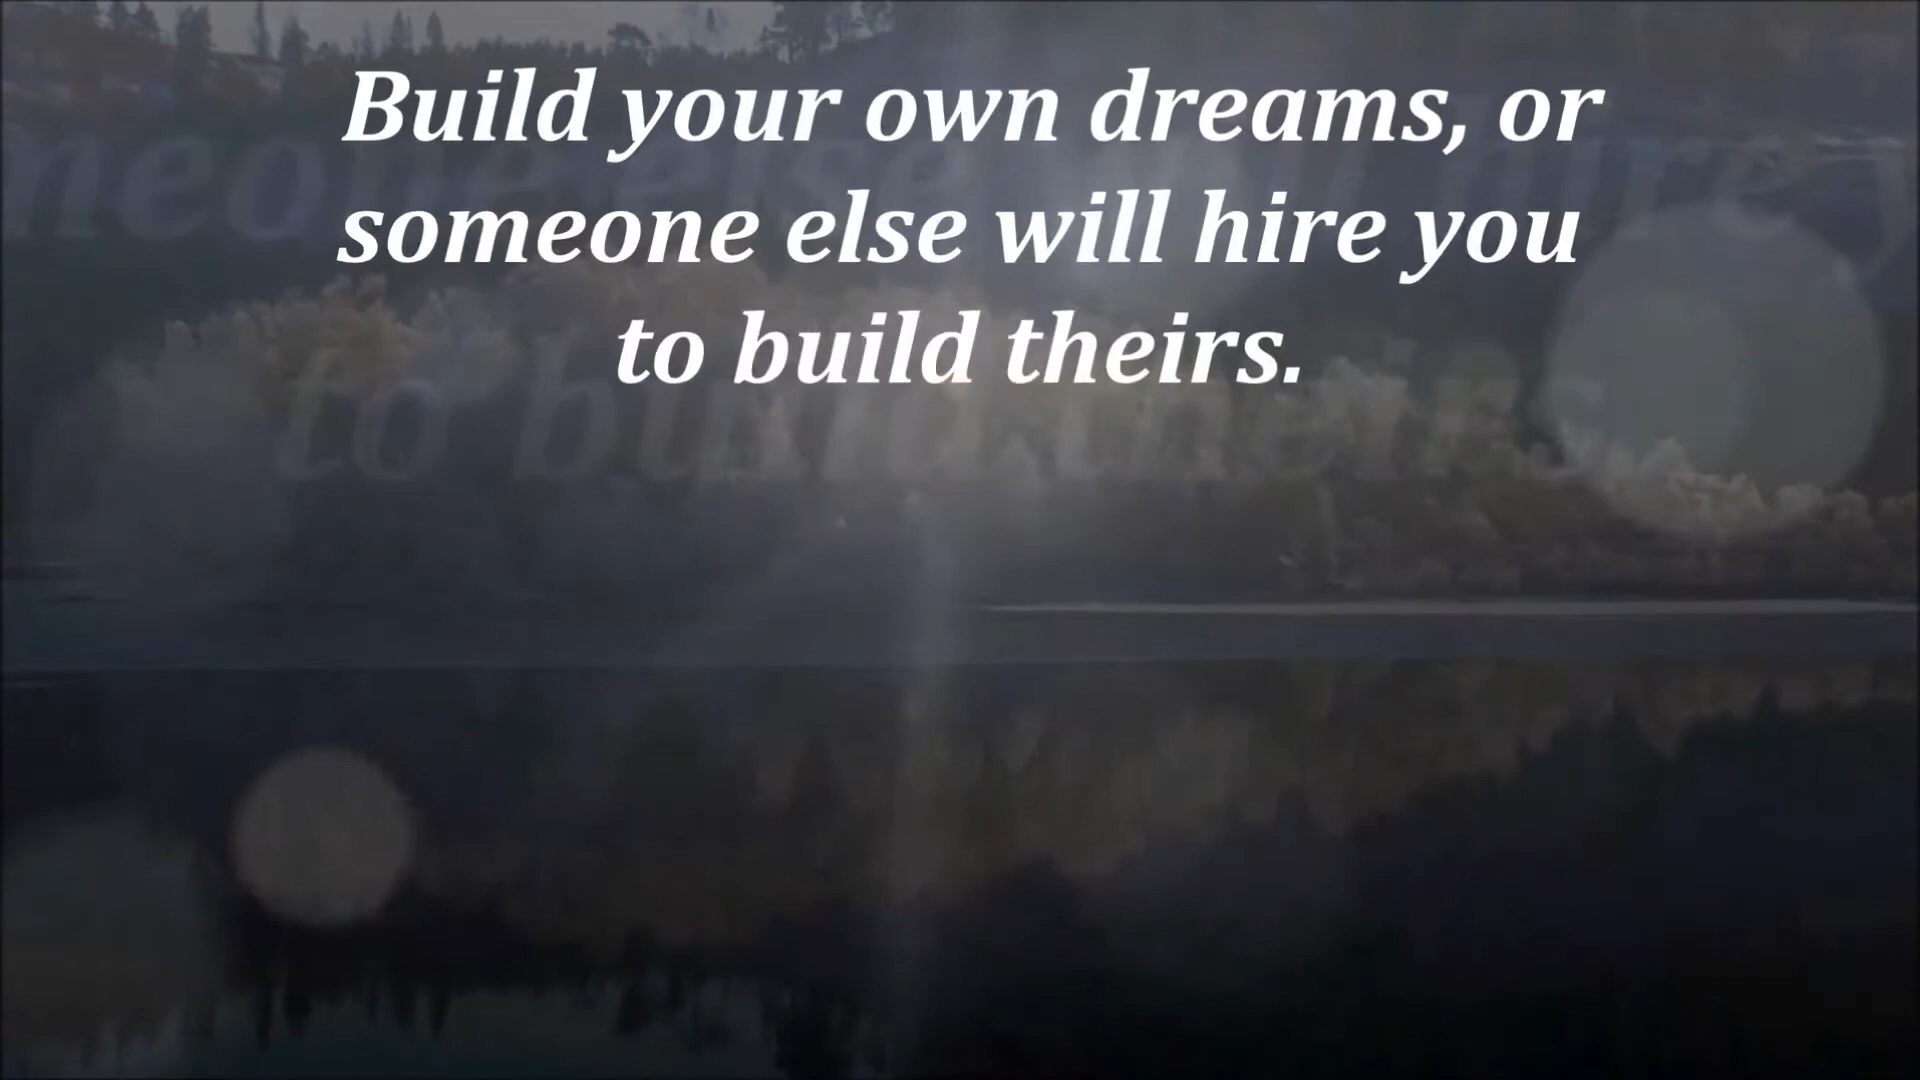 Build your own dreams, or
someone else will hire you
to build theirs.